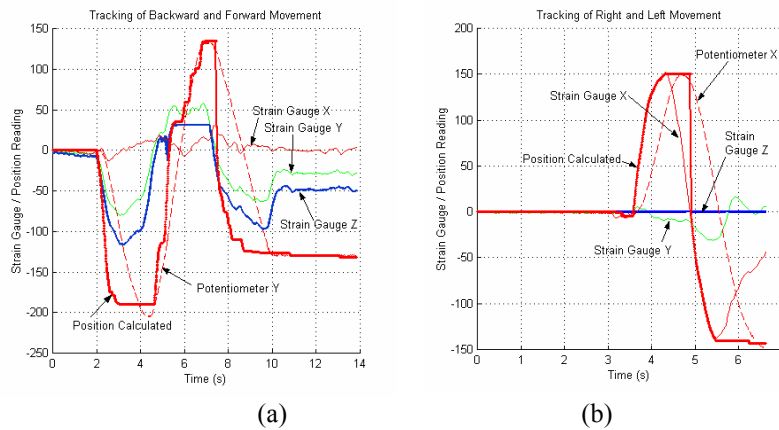 Tracking of Backward and Forward Movement
150
100
50
0
-50
-100
-150
-200
-250
Strain Gauge / Position Reading
Strain Gauge X
Strain Gauge Y
Strain Gauge Z
Potentiometer Y
Position Calculated
0 2 4 6 8 10 12 14
Time (s)
(a)
Tracking of Right and Left Movement
200
150
100
50
0
-50
-100
-150
Strain Gauge / Position Reading
Potentiometer X
Strain Gauge
X
Strain
Gauge Z
Position Calculated
Strain Gauge Y
0 1 2 3 4 5 6
Time (s)
(b)